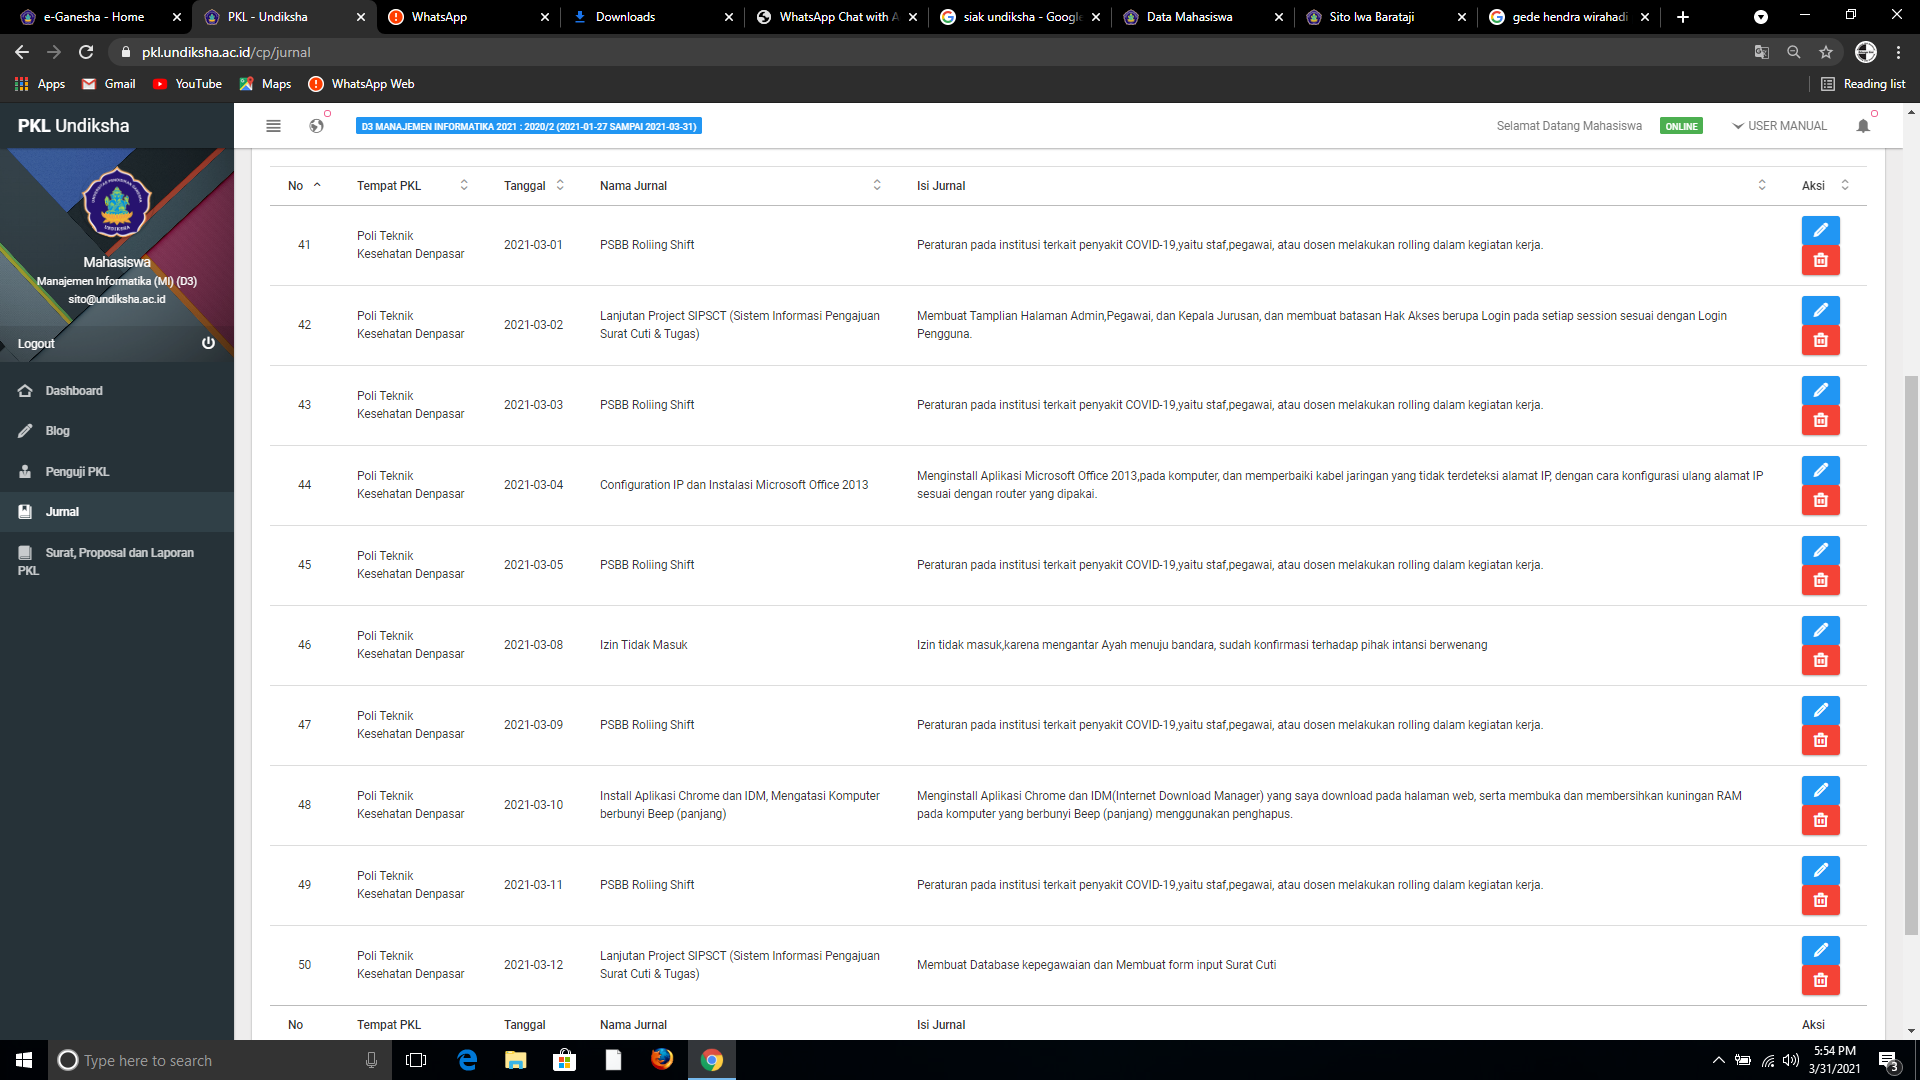 e-Ganesha - Home
PKL - Undiksha
WhatsApp
Downloads
WhatsApp Chat with A
siak undiksha - Google
Data Mahasiswa
Sito Iwa Barataji
gede hendra wirahadi
pkl.undiksha.ac.id/cp/jurnal
Apps
Gmail
YouTube
Maps
WhatsApp Web
Reading list
PKL Undiksha
D3 MANAJEMEN INFORMATIKA 2021 : 2020/2 (2021-01-27 SAMPAI 2021-03-31)
Selamat Datang Mahasiswa
ONLINE
USER MANUAL
Mahasiswa
Manajemen Informatika (MI) (D3)
sito@undiksha.ac.id
Logout
Dashboard
Blog
Penguji PKL
Jurnal
Surat, Proposal dan Laporan
PKL
No Tempat PKL Tanggal Nama Jurnal Isi Jurnal Aksi
41
Poli Teknik
Kesehatan Denpasar
2021-03-01
PSBB Roliing Shift
Peraturan pada institusi terkait penyakit COVID-19,yaitu staf,pegawai, atau dosen melakukan rolling dalam kegiatan kerja.
42
Poli Teknik
Kesehatan Denpasar
2021-03-02
Lanjutan Project SIPSCT (Sistem Informasi Pengajuan
Surat Cuti & Tugas)
Membuat Tamplian Halaman Admin,Pegawai, dan Kepala Jurusan, dan membuat batasan Hak Akses berupa Login pada setiap session sesuai dengan Login
Pengguna.
43
Poli Teknik
Kesehatan Denpasar
2021-03-03
PSBB Roliing Shift
Peraturan pada institusi terkait penyakit COVID-19,yaitu staf,pegawai, atau dosen melakukan rolling dalam kegiatan kerja.
44
Poli Teknik
Kesehatan Denpasar
2021-03-04
Configuration IP dan Instalasi Microsoft Office 2013
Menginstall Aplikasi Microsoft Office 2013,pada komputer, dan memperbaiki kabel jaringan yang tidak terdeteksi alamat IP, dengan cara konfigurasi ulang alamat IP
sesuai dengan router yang dipakai.
45
Poli Teknik
Kesehatan Denpasar
2021-03-05
PSBB Roliing Shift
Peraturan pada institusi terkait penyakit COVID-19,yaitu staf,pegawai, atau dosen melakukan rolling dalam kegiatan kerja.
46
Poli Teknik
Kesehatan Denpasar
2021-03-08
Izin Tidak Masuk
Izin tidak masuk,karena mengantar Ayah menuju bandara, sudah konfirmasi terhadap pihak intansi berwenang
47
Poli Teknik
Kesehatan Denpasar
2021-03-09
PSBB Roliing Shift
Peraturan pada institusi terkait penyakit COVID-19,yaitu staf,pegawai, atau dosen melakukan rolling dalam kegiatan kerja.
48
Poli Teknik
Kesehatan Denpasar
2021-03-10
Install Aplikasi Chrome dan IDM, Mengatasi Komputer
berbunyi Beep (panjang)
Menginstall Aplikasi Chrome dan IDM(Internet Download Manager) yang saya download pada halaman web, serta membuka dan membersihkan kuningan RAM
pada komputer yang berbunyi Beep (panjang) menggunakan penghapus.
49
Poli Teknik
Kesehatan Denpasar
2021-03-11
PSBB Roliing Shift
Peraturan pada institusi terkait penyakit COVID-19,yaitu staf,pegawai, atau dosen melakukan rolling dalam kegiatan kerja.
50
Poli Teknik
Kesehatan Denpasar
2021-03-12
Lanjutan Project SIPSCT (Sistem Informasi Pengajuan
Surat Cuti & Tugas)
Membuat Database kepegawaian dan Membuat form input Surat Cuti
No Tempat PKL Tanggal Nama Jurnal Isi Jurnal Aksi
Type here to search
5:54 PM
3/31/2021
3